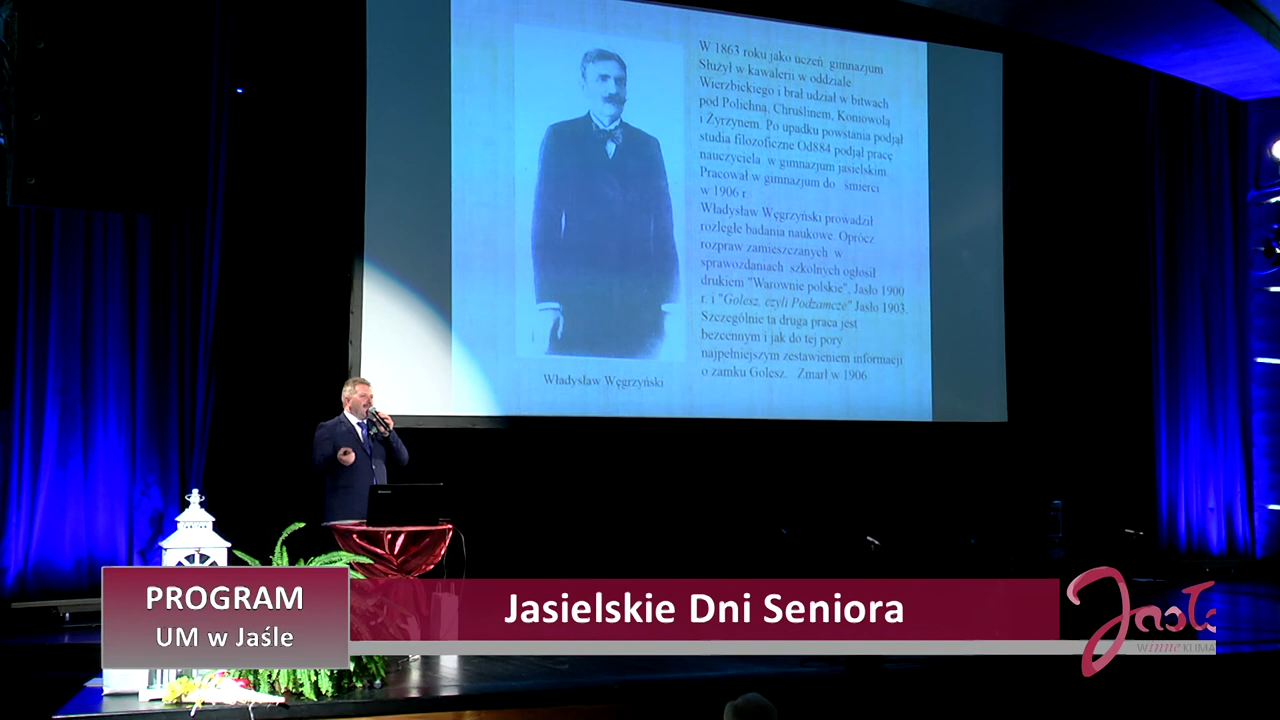 W 1863 roku jako uczeń gimnazjum
Służył w kawalerii w oddziale
Wierzbickiego i brał udział w bitwach
pod Polichną, Chruślinem, Koniowolą
i Żyrzynem. Po upadku powstania podjął
studia filozoficzne Od884 podjął pracę
nauczyciela w gimnazjum jasielskim.
Pracował w gimnazjum do śmierci
w 1906 r
Władysław Węgrzyński prowadził
rozległe badania naukowe. Oprócz
rozpraw zamieszczanych w
sprawozdaniach szkolnych ogłosił
drukiem "Warownie polskie", Jasło 1900
r. i "Golesz, czyli Podzamcze" Jasło 1903.
Szczególnie ta druga praca jest
bezcennym i jak do tej pory
najpełniejszym zestawieniem informacji
o zamku Golesz. Zmarł w 1906
Władysław Węgrzyński
PROGRAM
UM w Jaśle
Jasielskie Dni Seniora
Jasło
W inne KLIMA